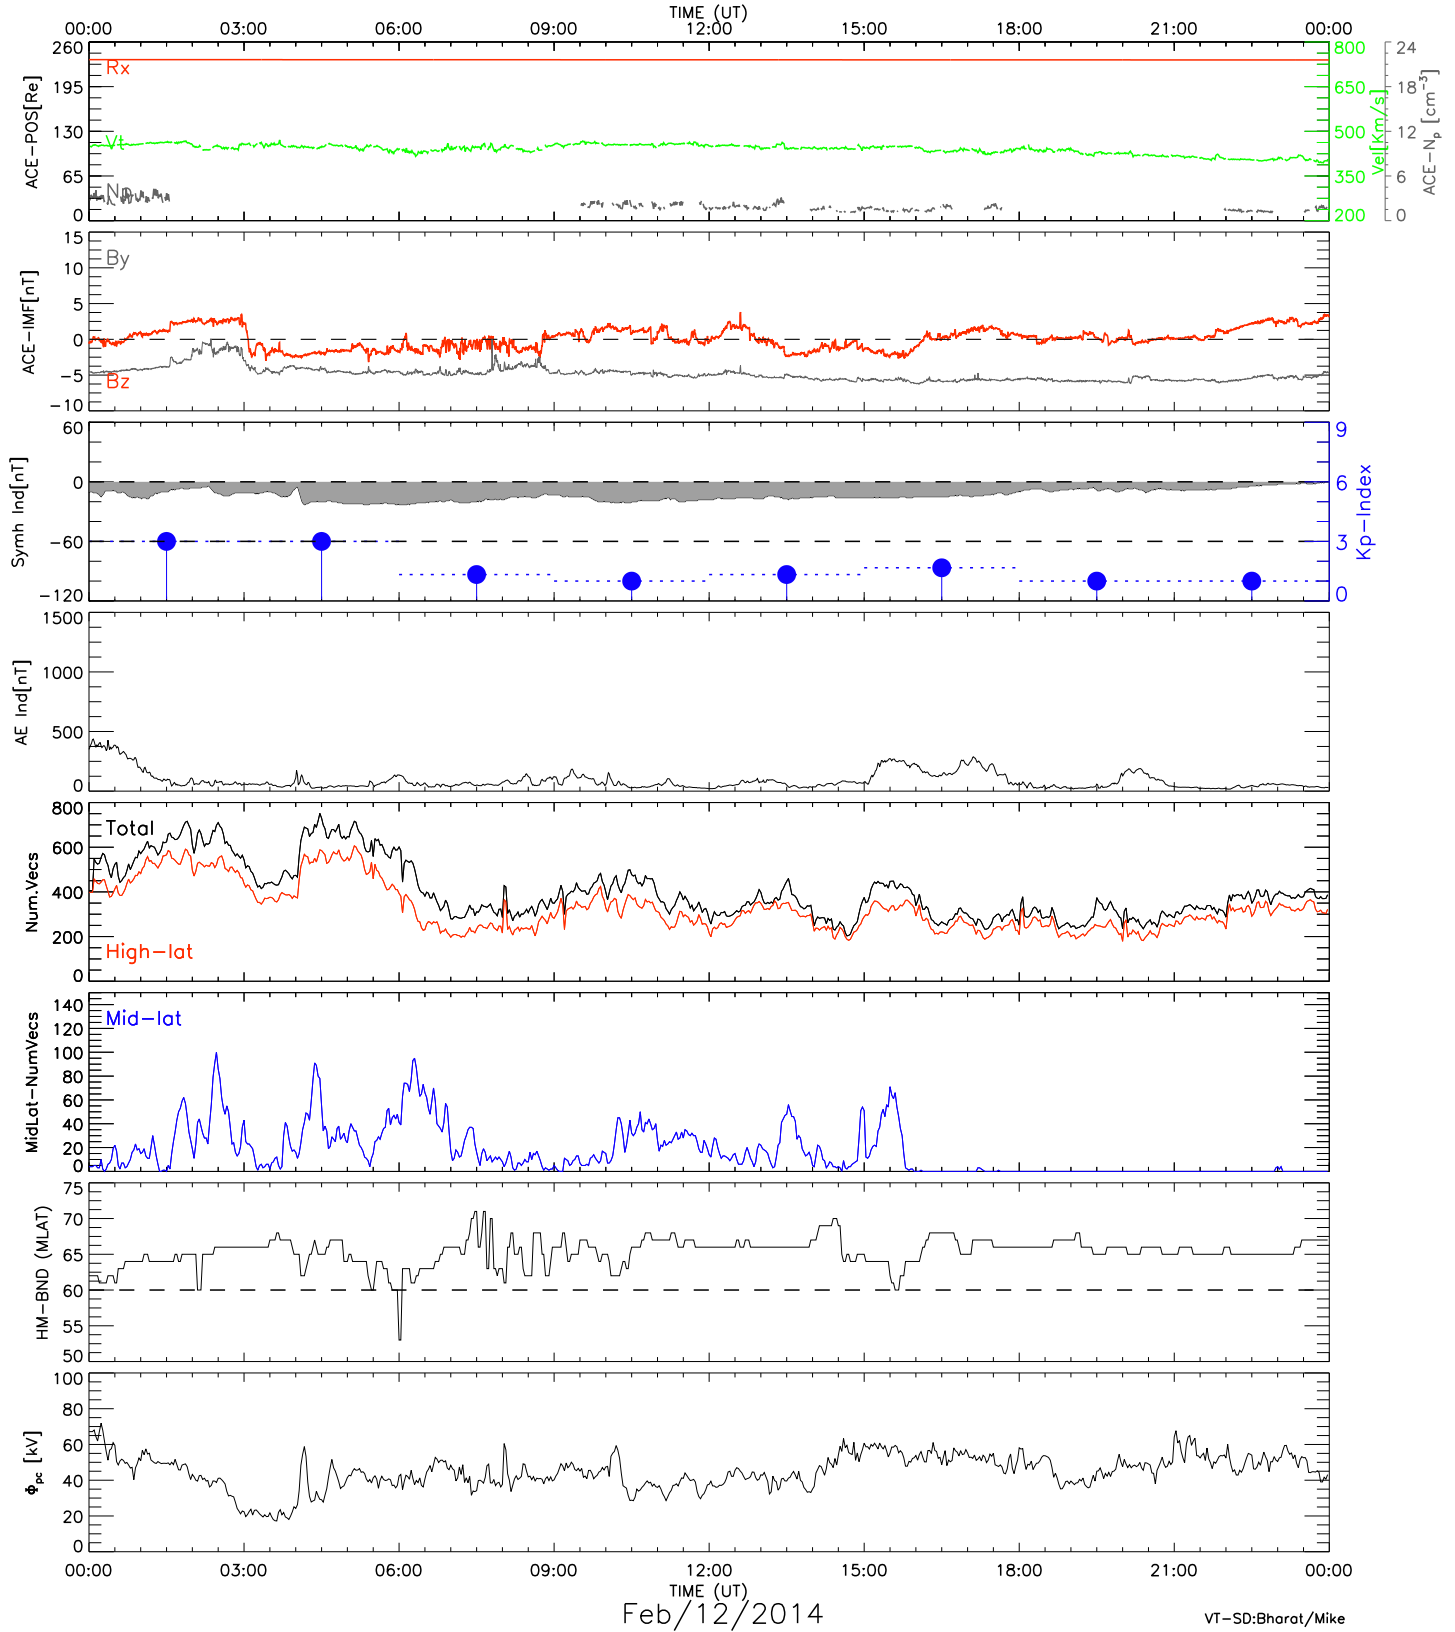 TIME (UT)
00:00 03:00 06:00 09:00 12:00 15:00 18:00 21:00 00:00
ACE-POS[Re]
260
195
130
65
0
Rx
Vt
Np
800
650
500
350
200
Vel[Km/s]
24
18
12
6
0
ACE-Np [cm-3]
ACE-IMF[nT]
15
10
5
0
-5
-10
By
Bz
Symh Ind[nT]
60
0
-60
-120
9
6
3
0
Kp-Index
AE Ind[nT]
1500
1000
500
0
Num.Vecs
800
600
400
200
0
Total
High-lat
MidLat-NumVecs
140
120
100
80
60
40
20
0
Mid-lat
HM-BND (MLAT)
75
70
65
60
55
50
Φpc [kV]
100
80
60
40
20
0
00:00 03:00 06:00 09:00 12:00 15:00 18:00 21:00 00:00
TIME (UT)
Feb/12/2014
VT-SD:Bharat/Mike